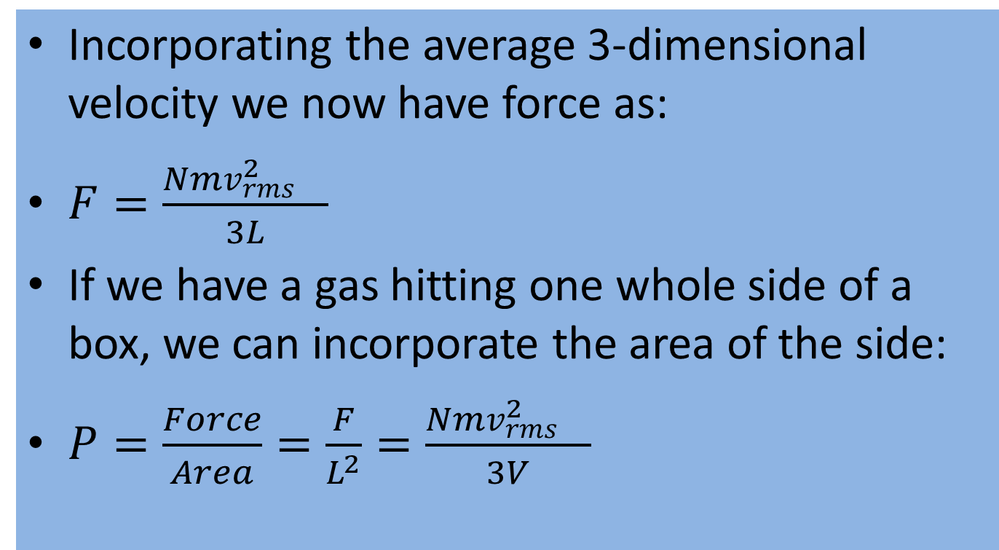 • Incorporating the average 3-dimensional
velocity we now have force as:
• $F = \frac{Nmv_{rms}^{2}}{3L}$
• If we have a gas hitting one whole side of a
box, we can incorporate the area of the side:
• $P = \frac{Force}{Area} = \frac{F}{L^{2}} = \frac{Nmv_{rms}^{2}}{3V}$